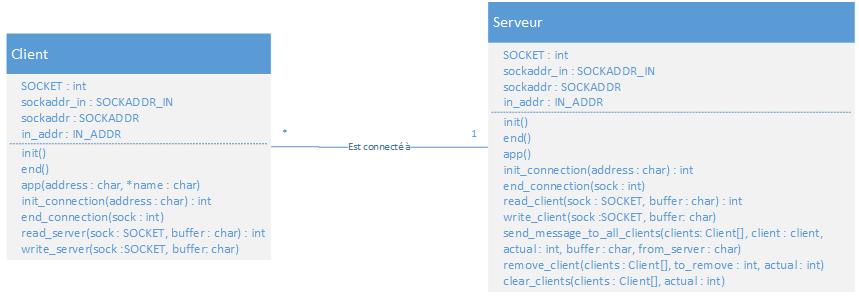 Client
SOCKET : int
sockaddr_in : SOCKADDR_IN
sockaddr : SOCKADDR
in_addr : IN_ADDR
init()
end()
app(address : char, *name : char)
init_connection(address : char) : int
end_connection(sock : int)
read_server(sock : SOCKET, buffer : char) : int
write_server(sock :SOCKET, buffer: char)
*
Est connecté à
1
Serveur
SOCKET : int
sockaddr_in : SOCKADDR_IN
sockaddr : SOCKADDR
in_addr : IN_ADDR
init()
end()
app()
init_connection(address : char) : int
end_connection(sock : int)
read_client(sock : SOCKET, buffer : char) : int
write_client(sock :SOCKET, buffer: char)
send_message_to_all_clients(clients: Client[], client : client,
actual : int, buffer : char, from_server : char)
remove_client(clients : Client[], to_remove : int, actual : int)
clear_clients(clients : Client[], actual : int)